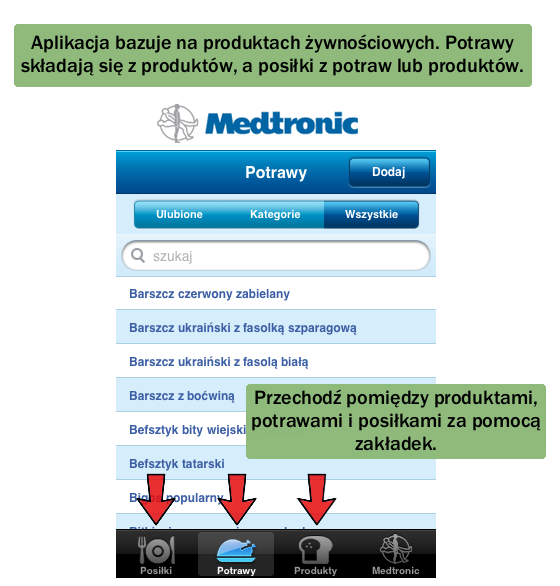 Aplikacja bazuje na produktach żywnościowych. Potrawy
składają się z produktów, a posiłki z potraw lub produktów.
Medtronic
Potrawy
Dodaj
Ulubione
Kategorie
Wszystkie
szukaj
Barszcz czerwony zabielany
Barszcz ukraiński z fasolką szparagową
Barszcz ukraiński z fasolą białą
Barszcz z boćwiną
Przechodź pomiędzy produktami,
potrawami i posiłkami za pomocą
zakładek.
Befsztyk bity wiejski
Befsztyk tatarski
Bigos popularny
Posiłki
Potrawy
Produkty
Medtronic